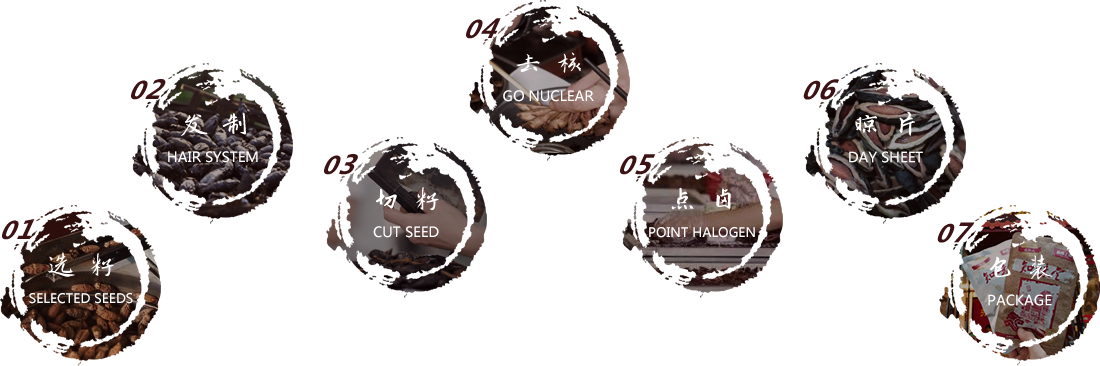 01
选籽
SELECTED SEEDS
02
发制
HAIR SYSTEM
03
切籽
CUT SEED
04
去核
GO NUCLEAR
05
点卤
POINT HALOGEN
06
晾片
DAY SHEET
07
包装
PACKAGE